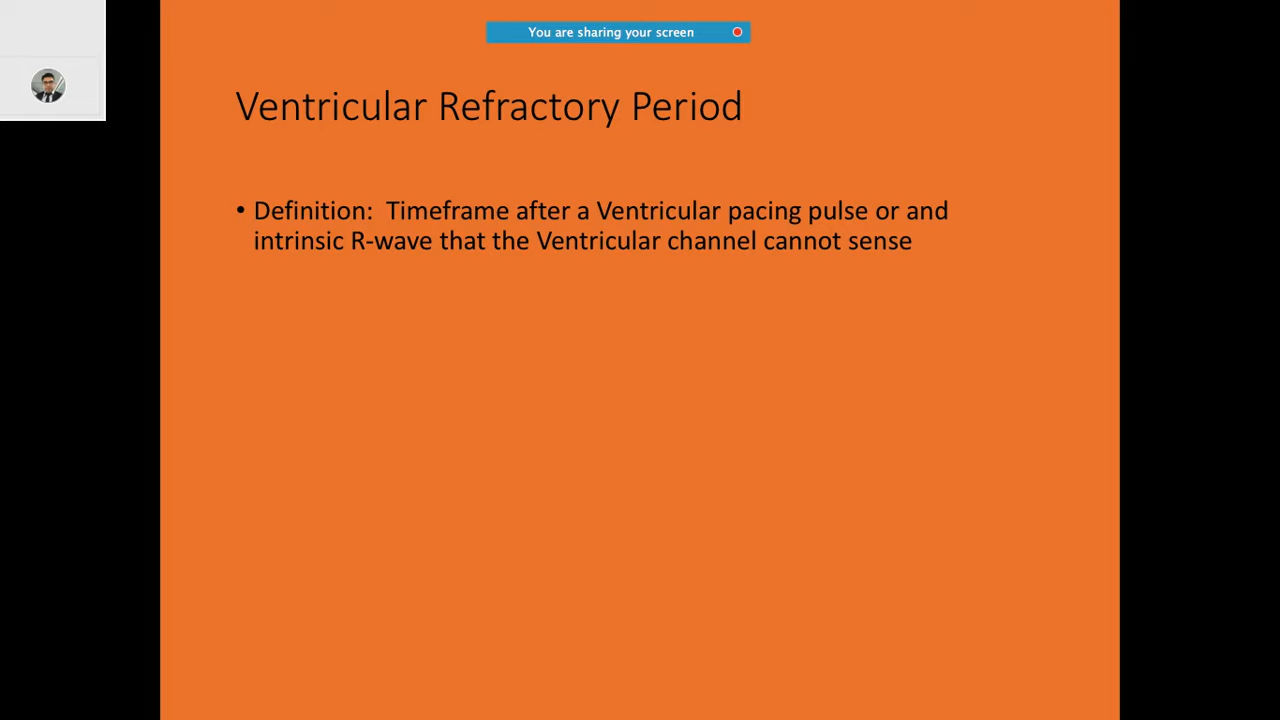 You are sharing your screen
Ventricular Refractory Period
• Definition:  Timeframe after a Ventricular pacing pulse or and
intrinsic R-wave that the Ventricular channel cannot sense